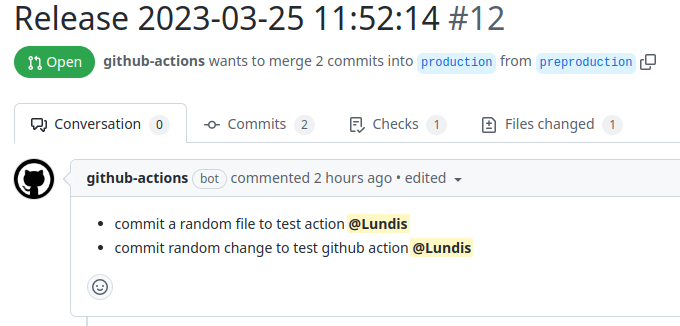 Release 2023-03-25 11:52:14 #12
Open github-actions wants to merge 2 commits into production from preproduction
Conversation 0 Commits 2 Checks 1 Files changed 1
github-actions bot commented 2 hours ago • edited
• commit a random file to test action @Lundis
• commit random change to test github action @Lundis